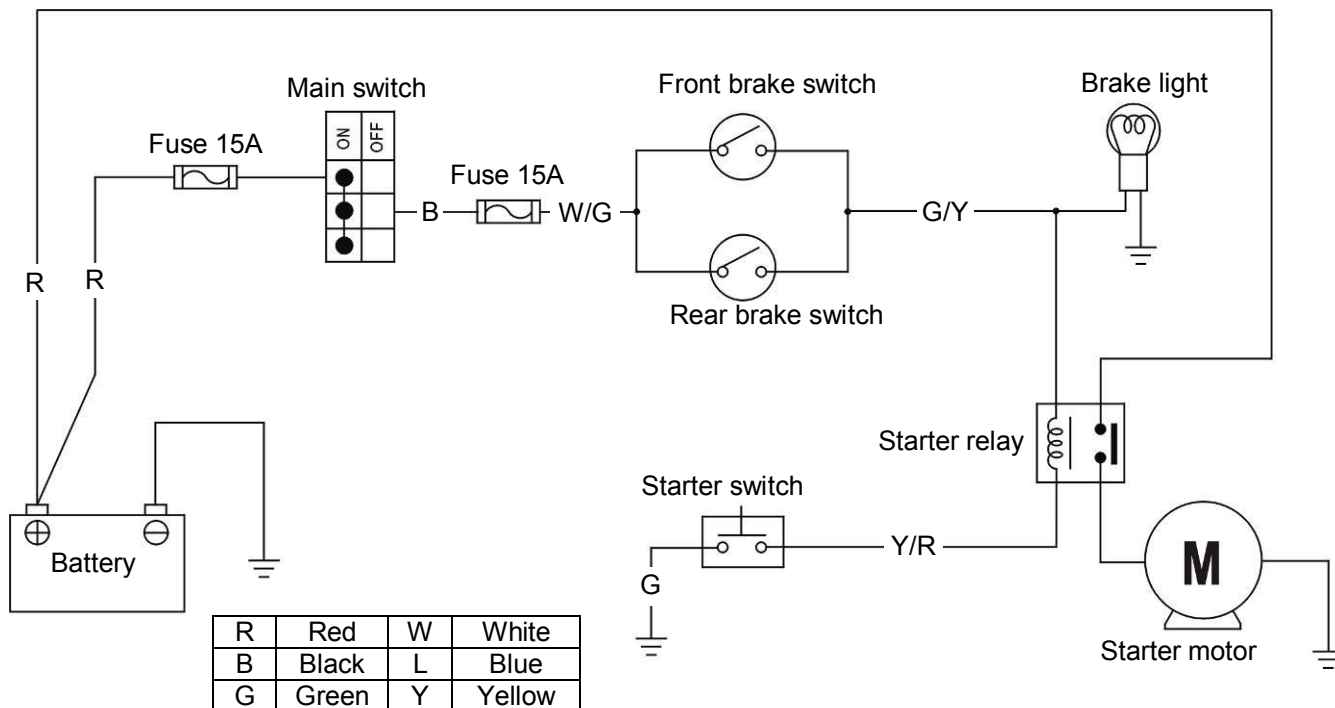 Main switch
ON
OFF
Fuse 15A
Fuse 15A
B
W/G
Front brake switch
Rear brake switch
G/Y
Brake light
R
R
Starter relay
Starter switch
Y/R
G
Battery
M
Starter motor
R Red W White
B Black L Blue
G Green Y Yellow